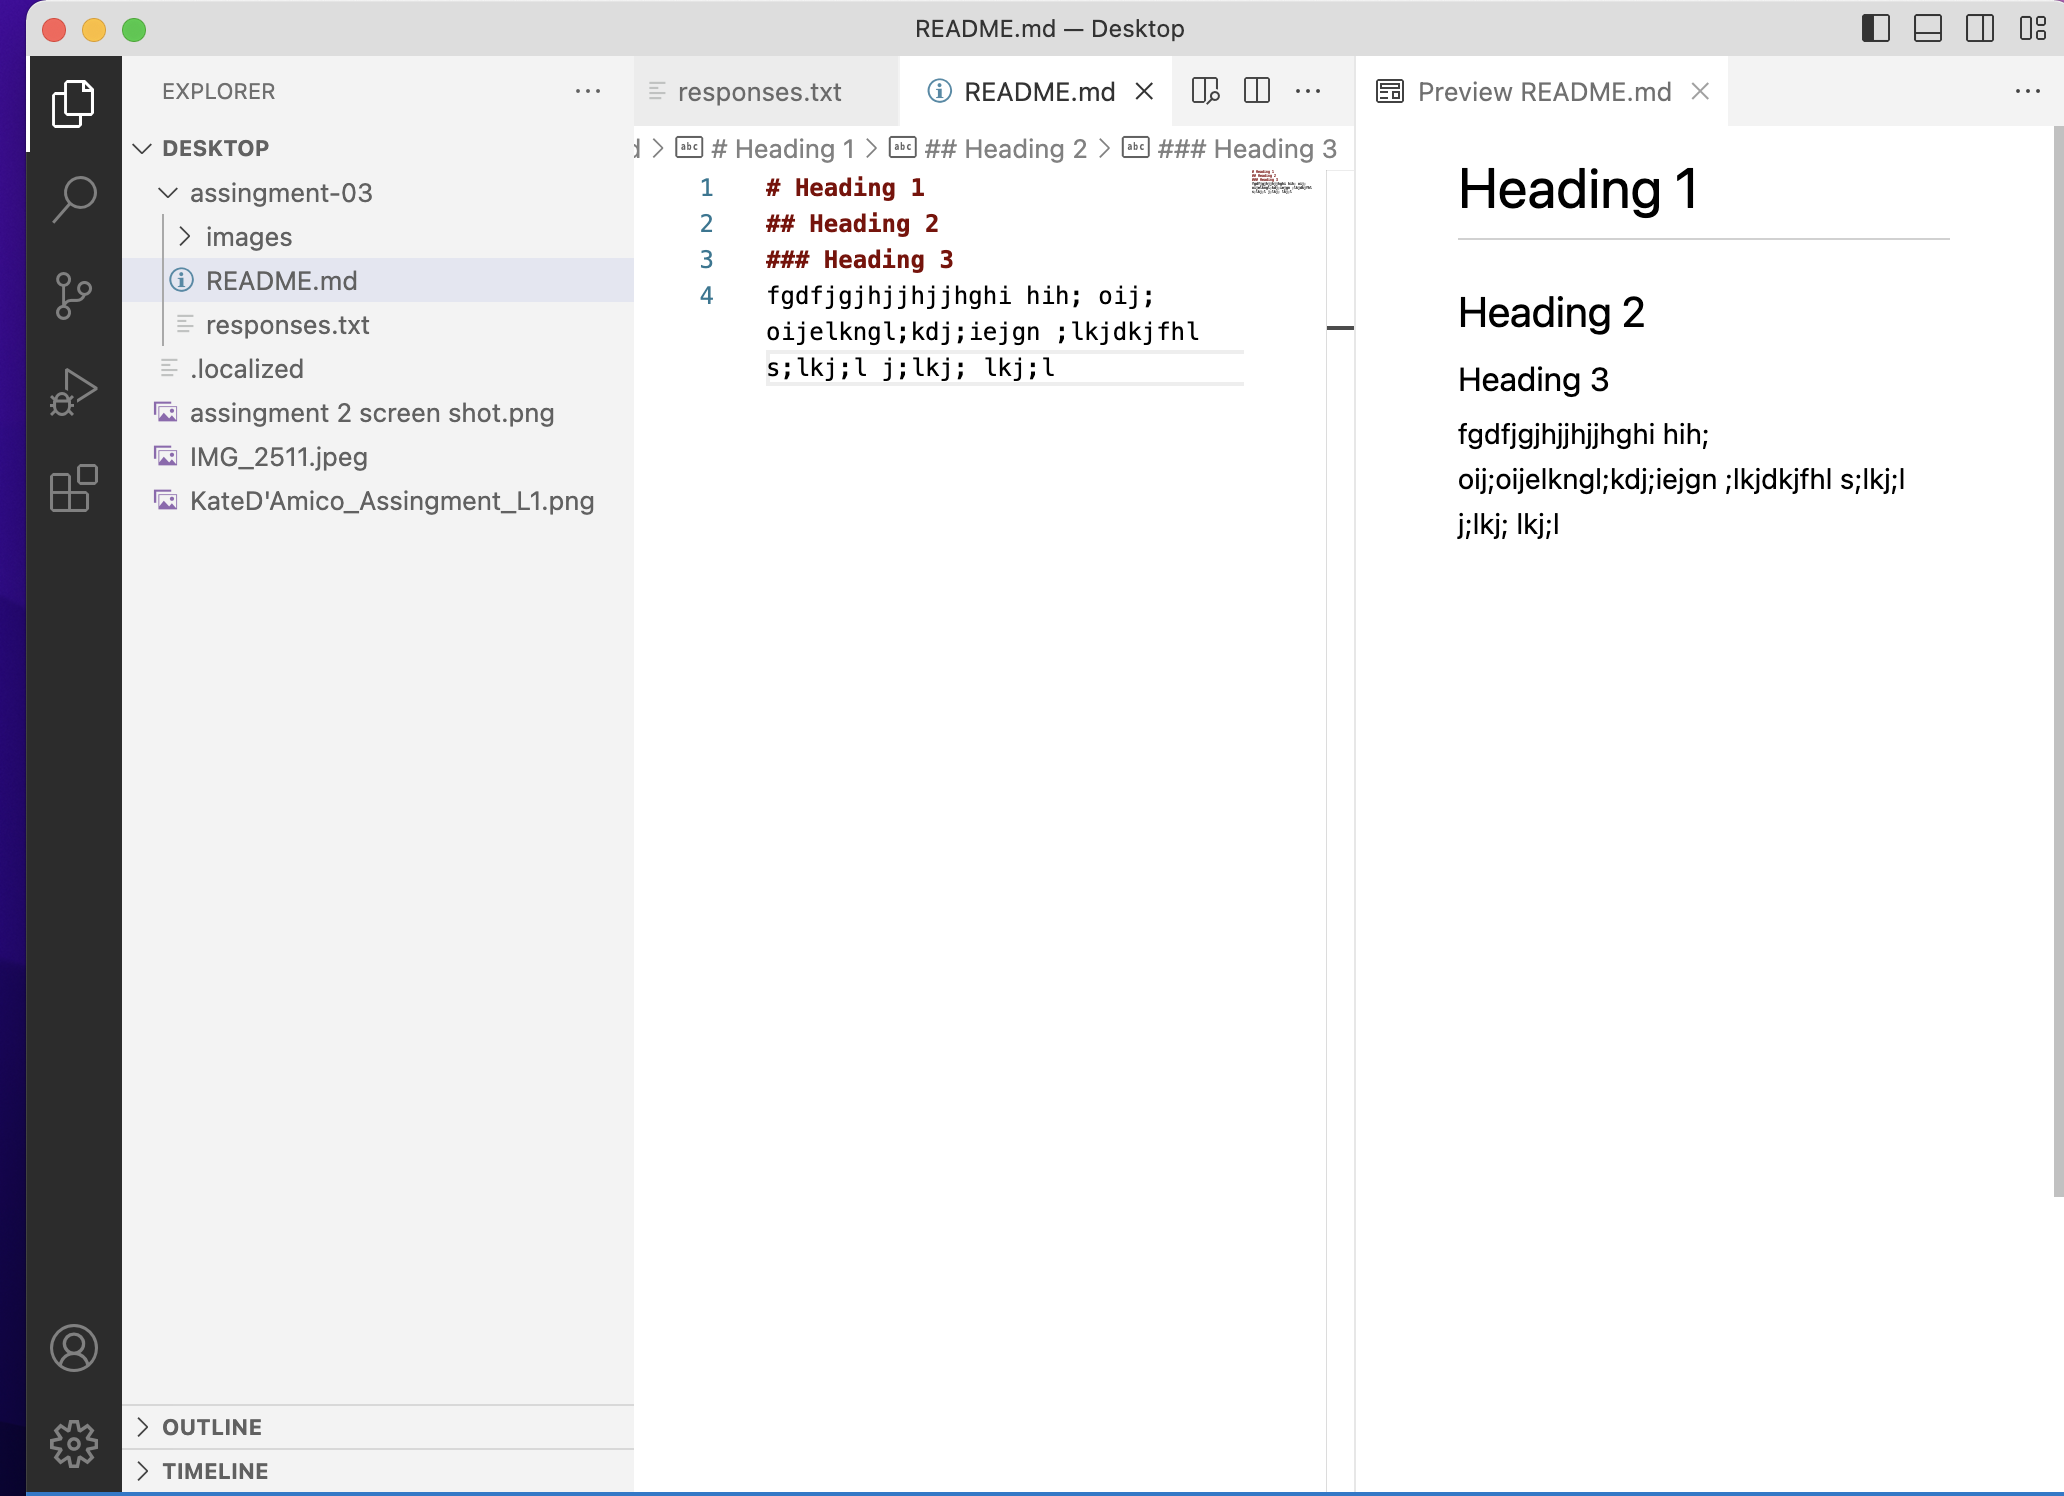 README.md — Desktop
EXPLORER
DESKTOP
assingment-03
images
README.md
responses.txt
.localized
assingment 2 screen shot.png
IMG_2511.jpeg
KateD'Amico_Assingment_L1.png
OUTLINE
TIMELINE
responses.txt
README.md
d > # Heading 1 > ## Heading 2 > ### Heading 3
1 # Heading 1
2 ## Heading 2
3 ### Heading 3
4 fgdfjgjhjjhjjhghi hih; oij;
oijelkngl;kdj;iejgn ;lkjdkjfhl
s;lkj;l j;lkj; lkj;l
Preview README.md
Heading 1
Heading 2
Heading 3
fgdfjgjhjjhjjhghi hih;
oij;oijelkngl;kdj;iejgn ;lkjdkjfhl s;lkj;l
j;lkj; lkj;l